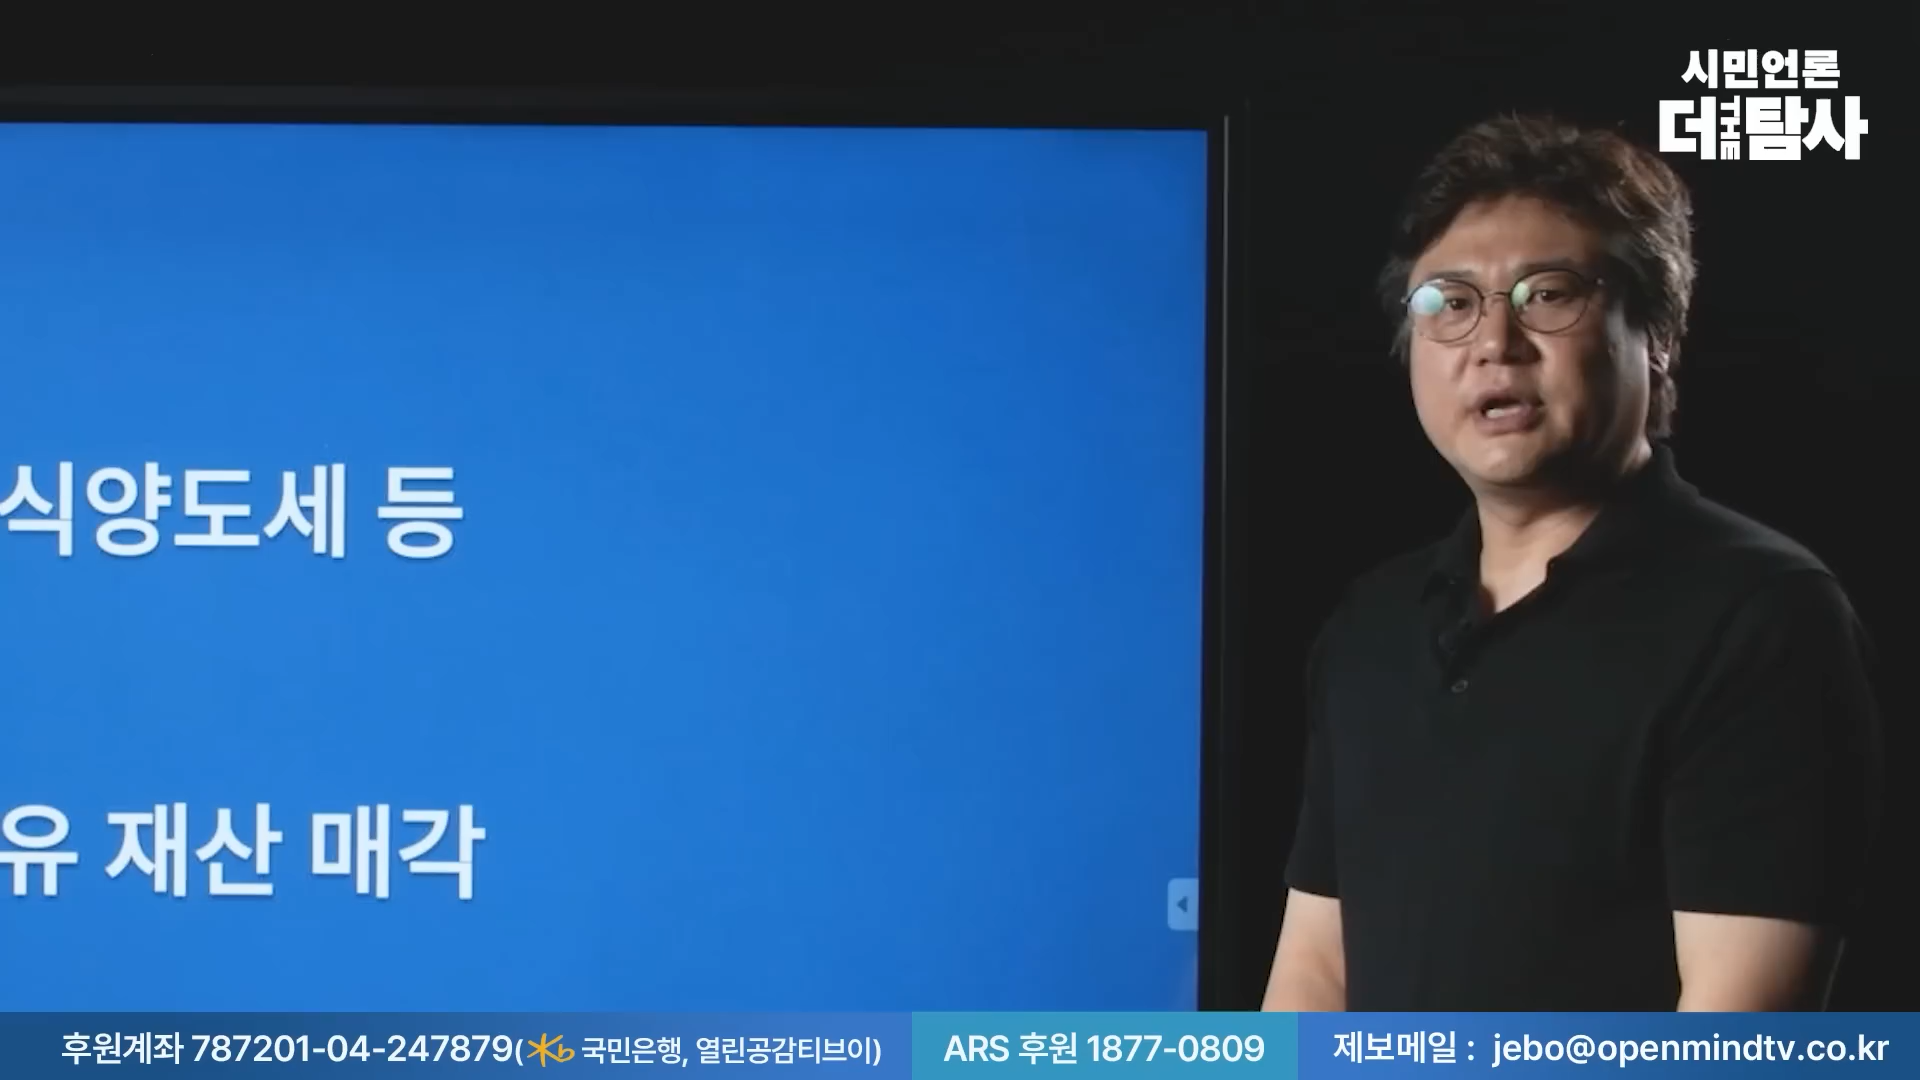 시민언론
더탐사
식양도세 등
유 재산 매각
후원계좌 787201-04-247879( 국민은행, 열린공감티브이)
ARS 후원 1877-0809
제보메일 : jebo@openmindtv.co.kr